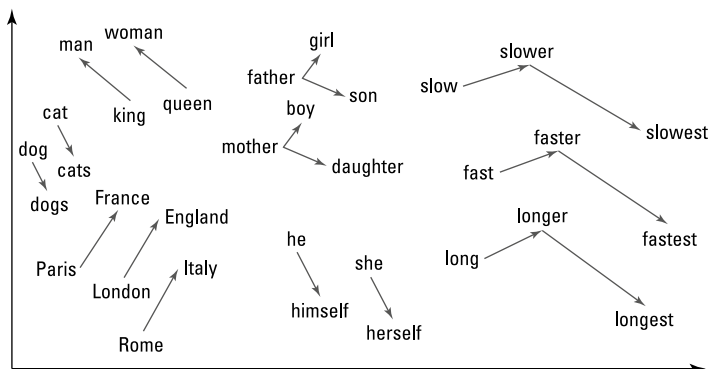 man
woman
king
queen
cat
cats
dog
dogs
France
England
Italy
Paris
London
Rome
girl
father
son
boy
mother
daughter
he
himself
she
herself
slower
slow
slowest
faster
fast
fastest
longer
long
longest